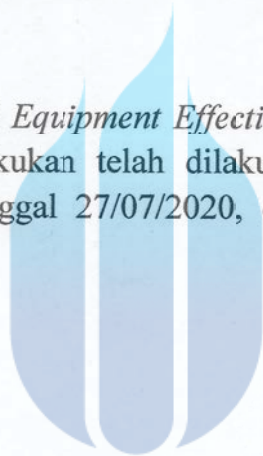 Equipment Effecti
kukan telah dilaku
ggal 27/07/2020,